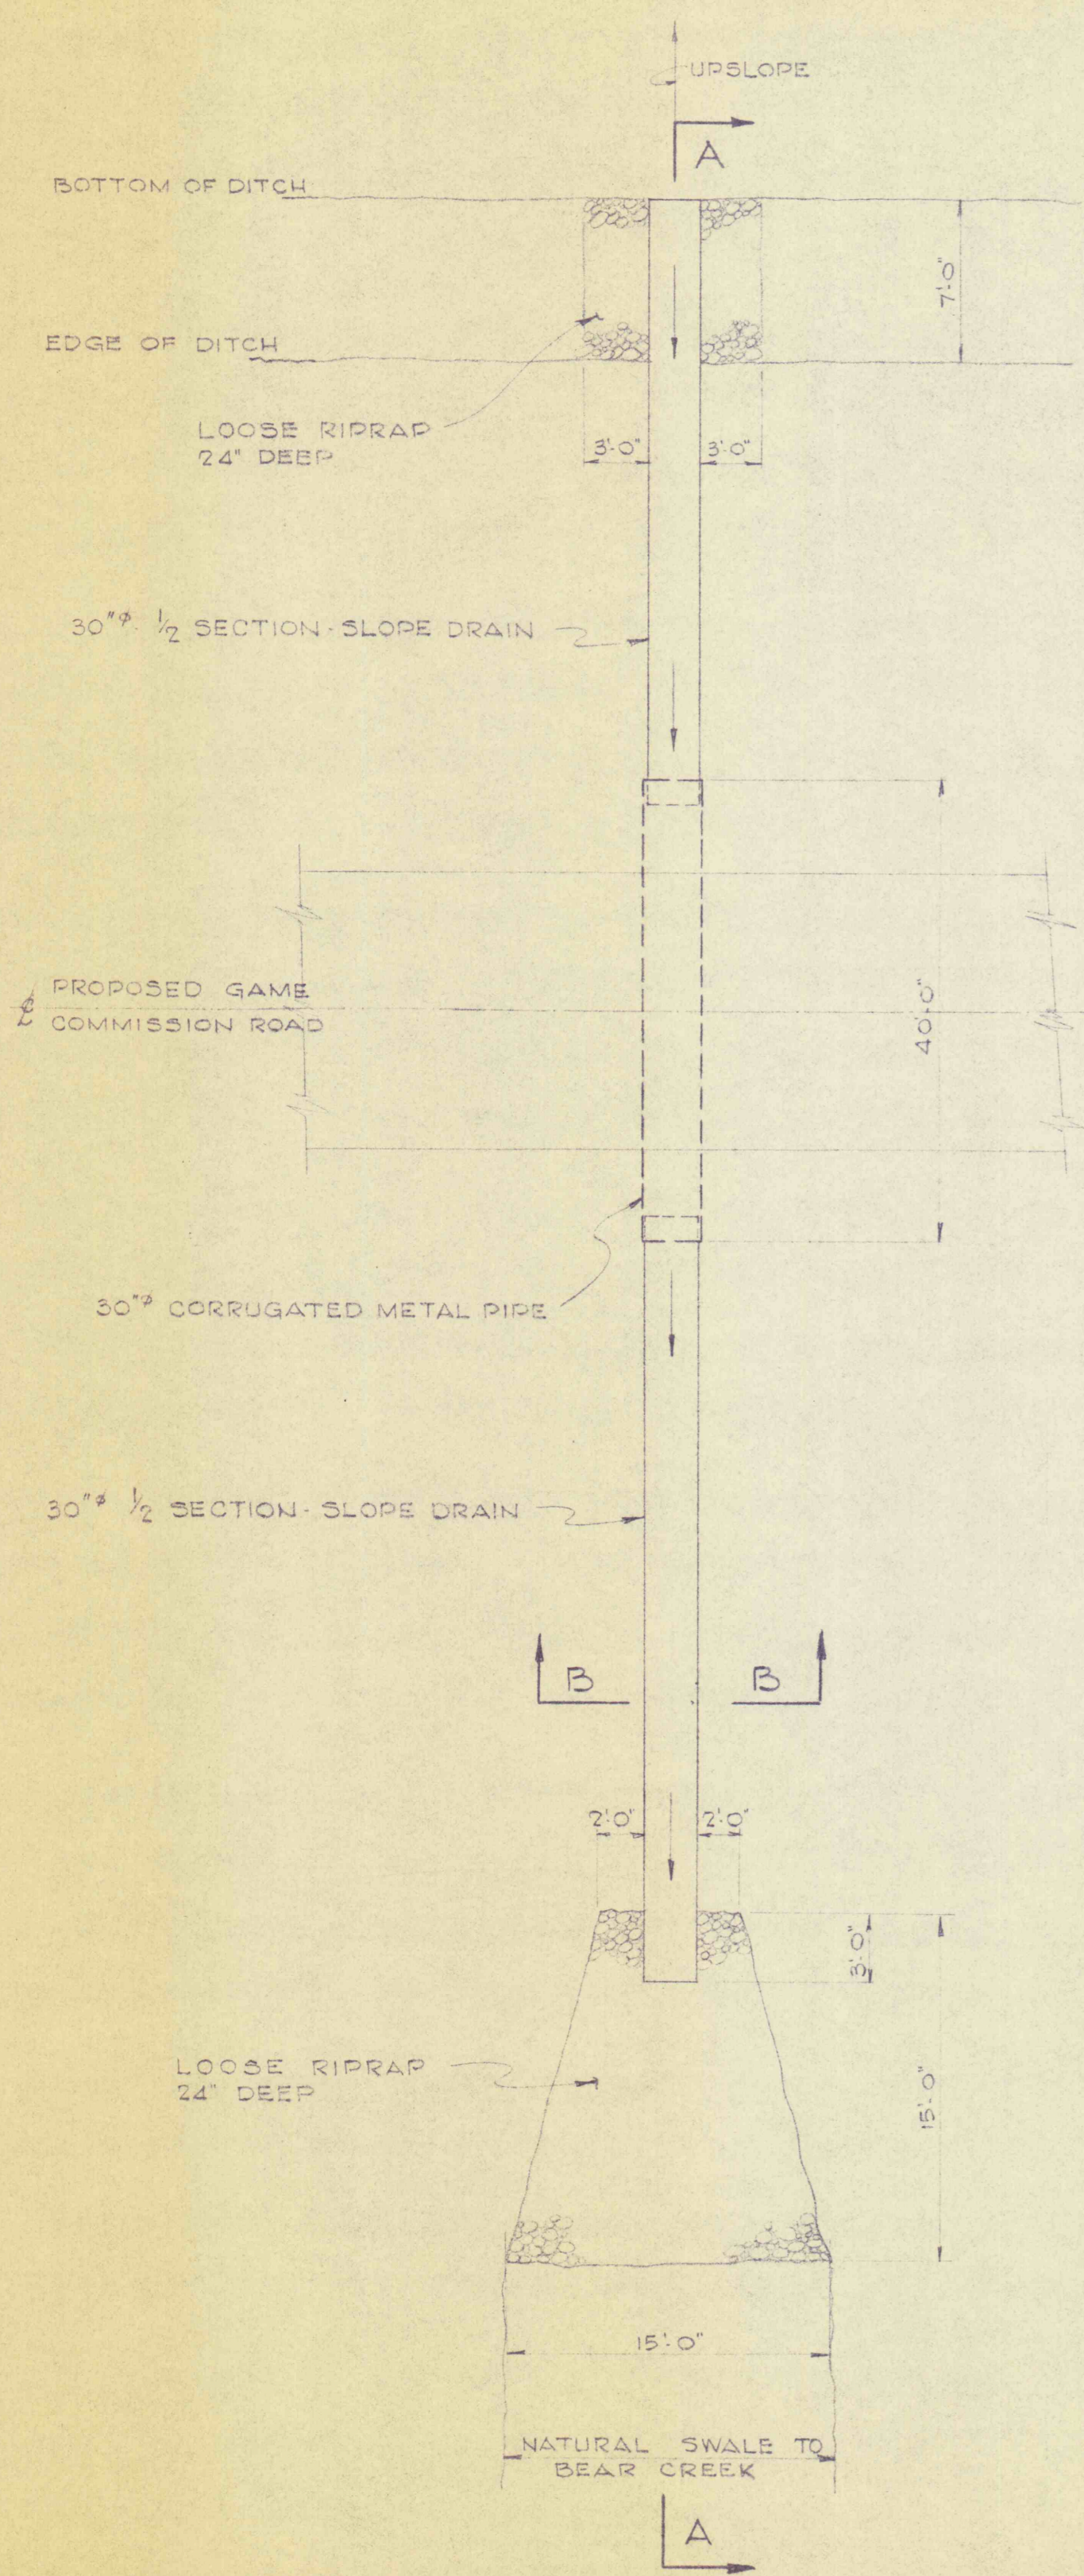 UPSLOPE
A
BOTTOM OF DITCH
7'-0"
EDGE OF DITCH
LOOSE RIPRAP
24" DEEP
3'-0"
3'-0"
30"ø ½ SECTION-SLOPE DRAIN
40'-0"
℄ PROPOSED GAME
COMMISSION ROAD
30"ø CORRUGATED METAL PIPE
30"ø ½ SECTION-SLOPE DRAIN
B
B
2'-0"
2'-0"
3'-0"
15'-0"
LOOSE RIPRAP
24" DEEP
15'-0"
NATURAL SWALE TO
BEAR CREEK
A